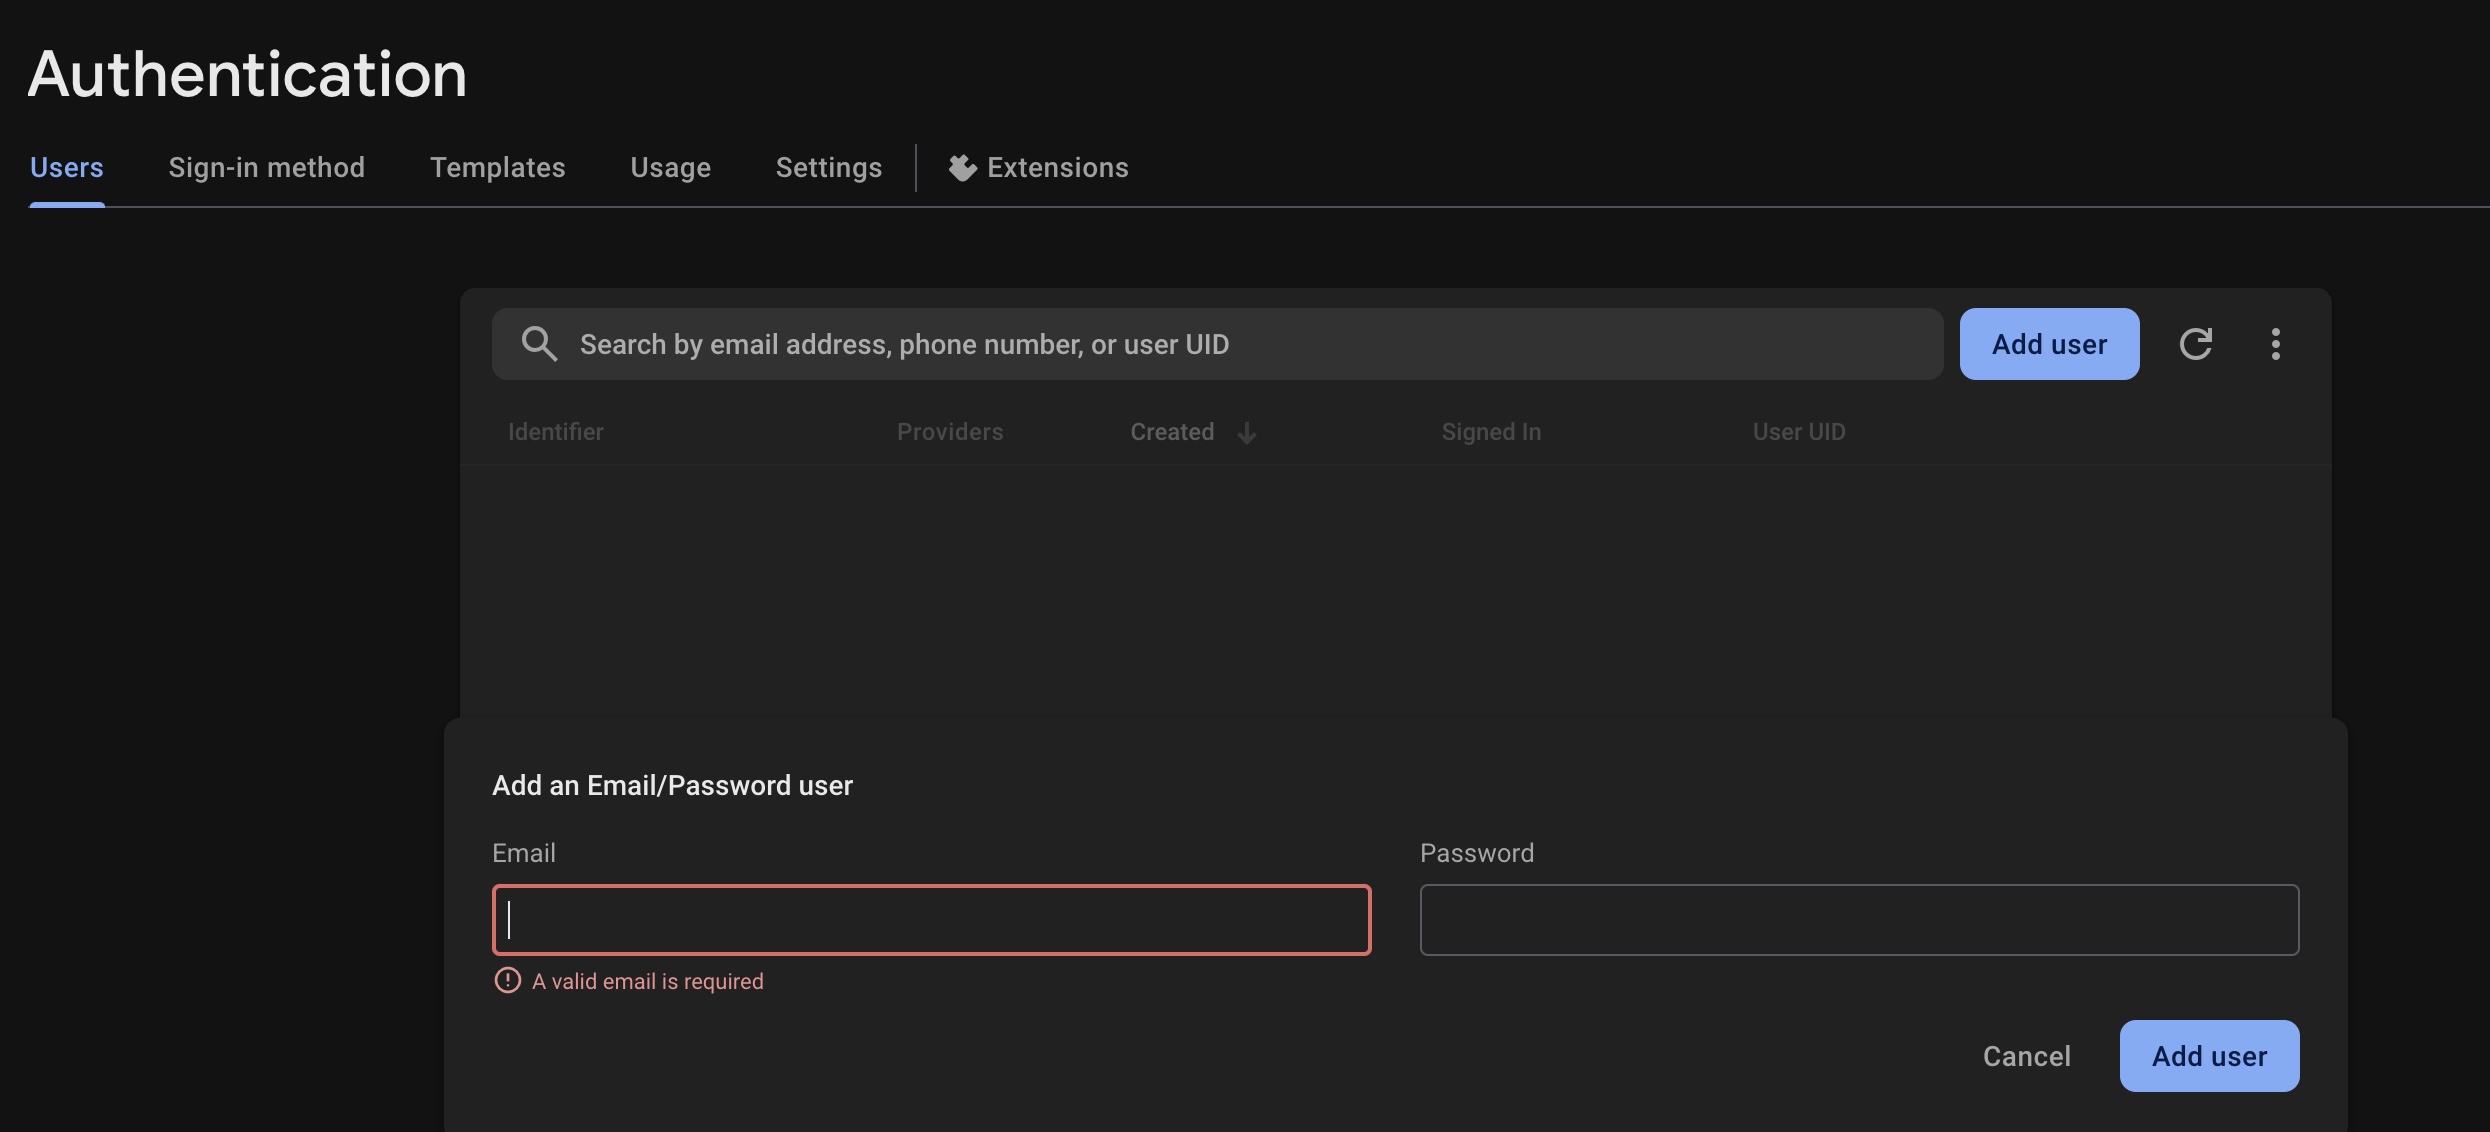 Authentication
Users Sign-in method Templates Usage Settings Extensions
Search by email address, phone number, or user UID Add user
Identifier Providers Created Signed In User UID
Add an Email/Password user
Email Password
A valid email is required
Cancel Add user